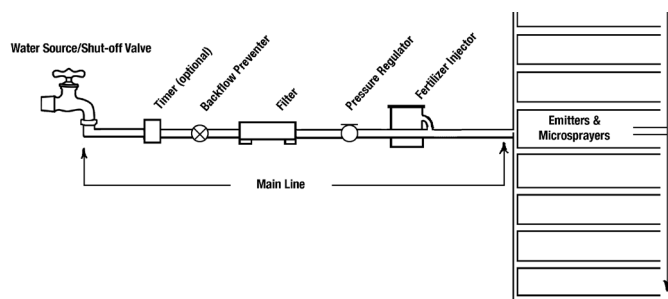 Water Source/Shut-off Valve
Timer (optional)
Backflow Preventer
Filter
Pressure Regulator
Fertilizer Injector
Emitters &
Microsprayers
Main Line